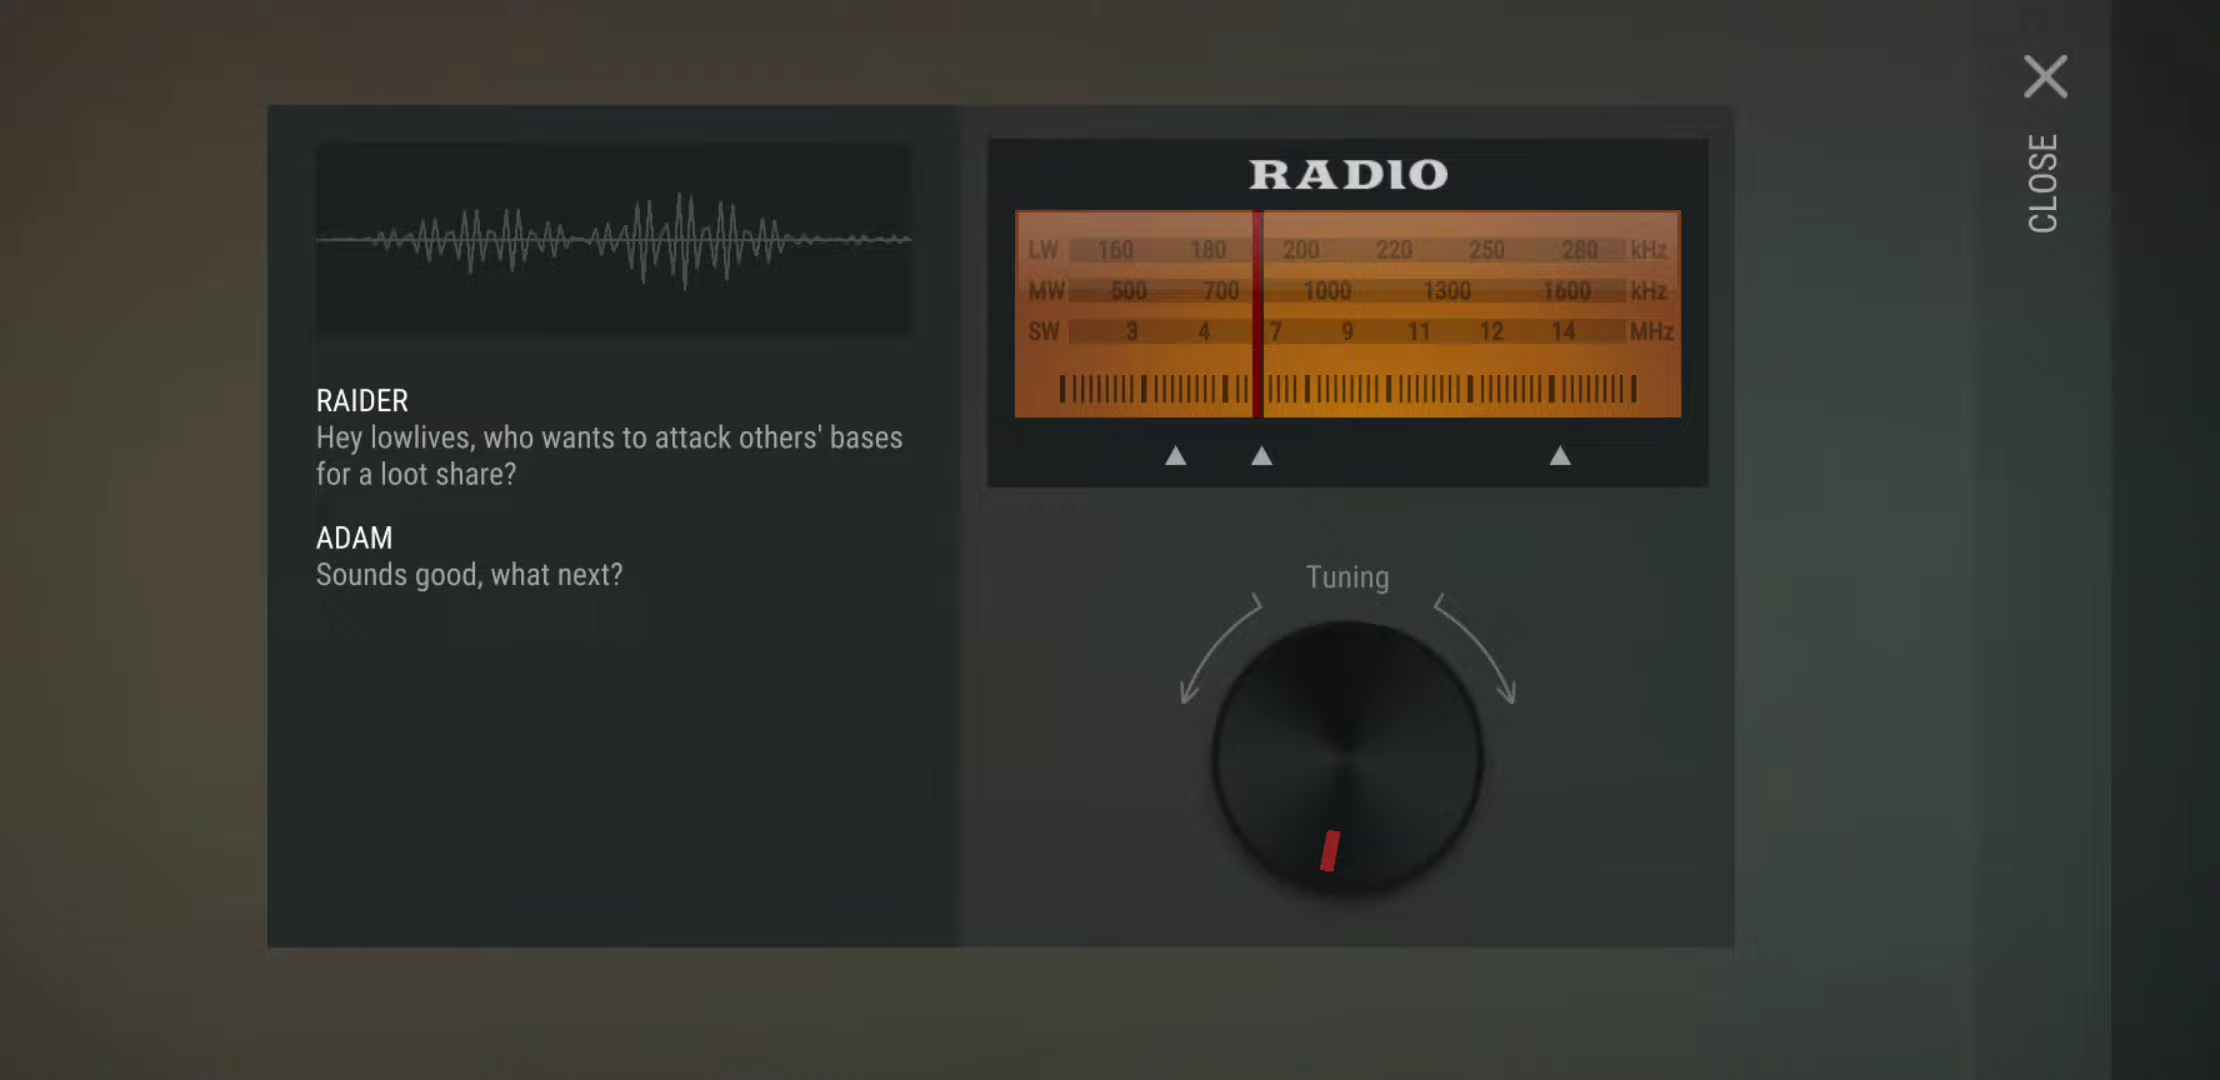 RADIO
LW 160 180 200 220 250 280 kHz
MW 500 700 1000 1300 1600 kHz
SW 3 4 7 9 11 12 14 MHz
CLOSE
RAIDER
Hey lowlives, who wants to attack others' bases
for a loot share?
ADAM
Sounds good, what next?
Tuning